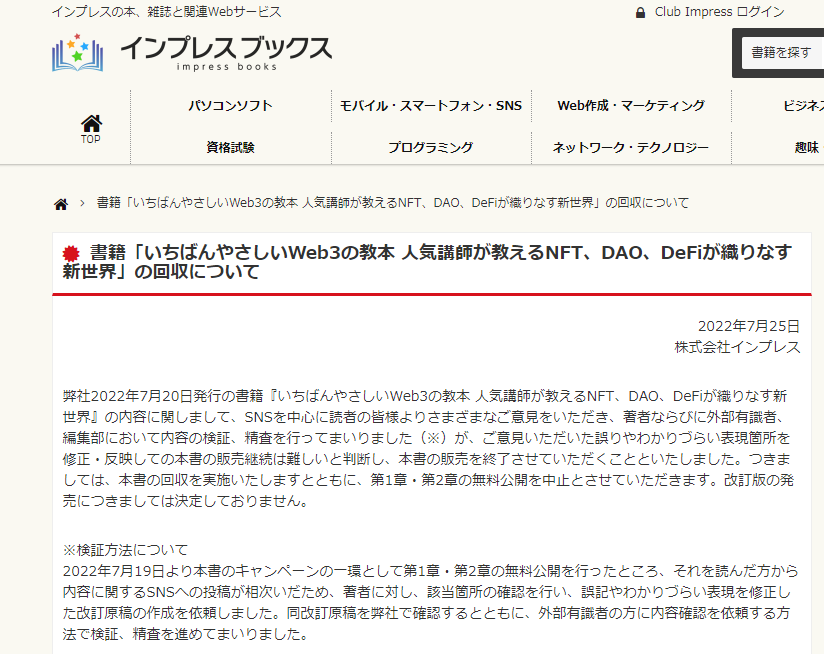 インプレスの本、雑誌と関連Webサービス
Club Impress ログイン
インプレスブックス
impress books
書籍を探す
TOP
パソコンソフト
モバイル・スマートフォン・SNS
Web作成・マーケティング
ビジネス
資格試験
プログラミング
ネットワーク・テクノロジー
趣味
書籍「いちばんやさしいWeb3の教本 人気講師が教えるNFT、DAO、DeFiが織りなす新世界」の回収について
書籍「いちばんやさしいWeb3の教本 人気講師が教えるNFT、DAO、DeFiが織りなす
新世界」の回収について
2022年7月25日
株式会社インプレス
弊社2022年7月20日発行の書籍『いちばんやさしいWeb3の教本 人気講師が教えるNFT、DAO、DeFiが織りなす新
世界』の内容に関しまして、SNSを中心に読者の皆様よりさまざまなご意見をいただき、著者ならびに外部有識者、
編集部において内容の検証、精査を行ってまいりました（※）が、ご意見いただいた誤りやわかりづらい表現箇所を
修正・反映しての本書の販売継続は難しいと判断し、本書の販売を終了させていただくことといたしました。つきま
しては、本書の回収を実施いたしますとともに、第1章・第2章の無料公開を中止とさせていただきます。改訂版の発
売につきましては決定しておりません。
※検証方法について
2022年7月19日より本書のキャンペーンの一環として第1章・第2章の無料公開を行ったところ、それを読んだ方から
内容に関するSNSへの投稿が相次いだため、著者に対し、該当箇所の確認を行い、誤記やわかりづらい表現を修正し
た改訂原稿の作成を依頼しました。同改訂原稿を弊社で確認するとともに、外部有識者の方に内容確認を依頼する方
法で検証、精査を進めてまいりました。